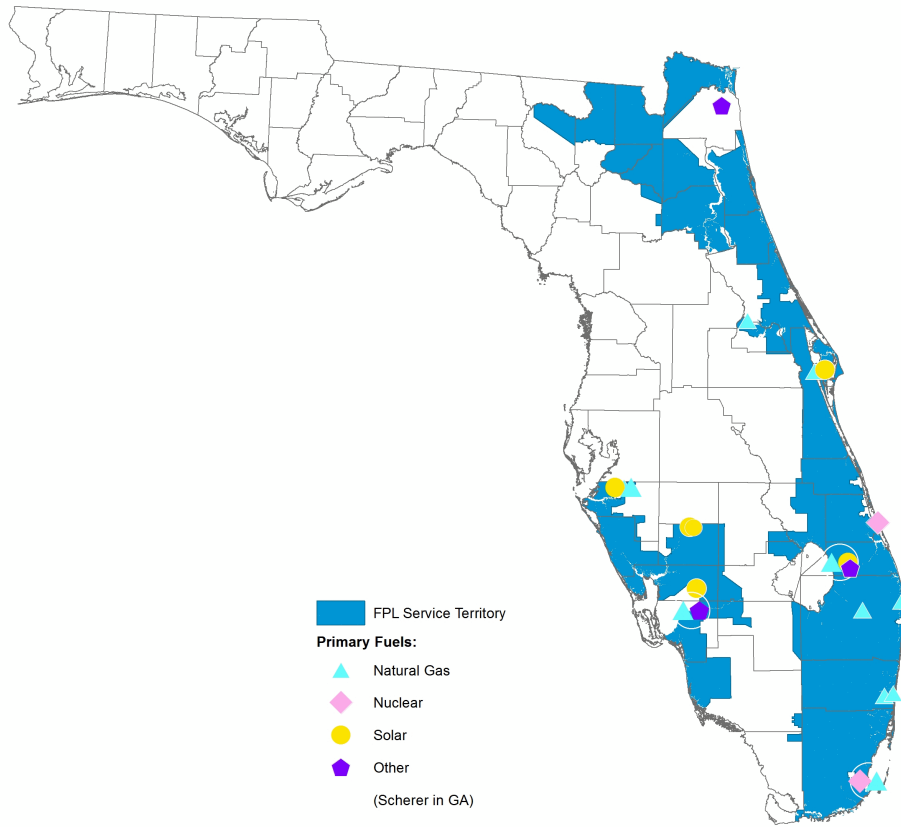 FPL Service Territory
Primary Fuels:
Natural Gas
Nuclear
Solar
Other
(Scherer in GA)